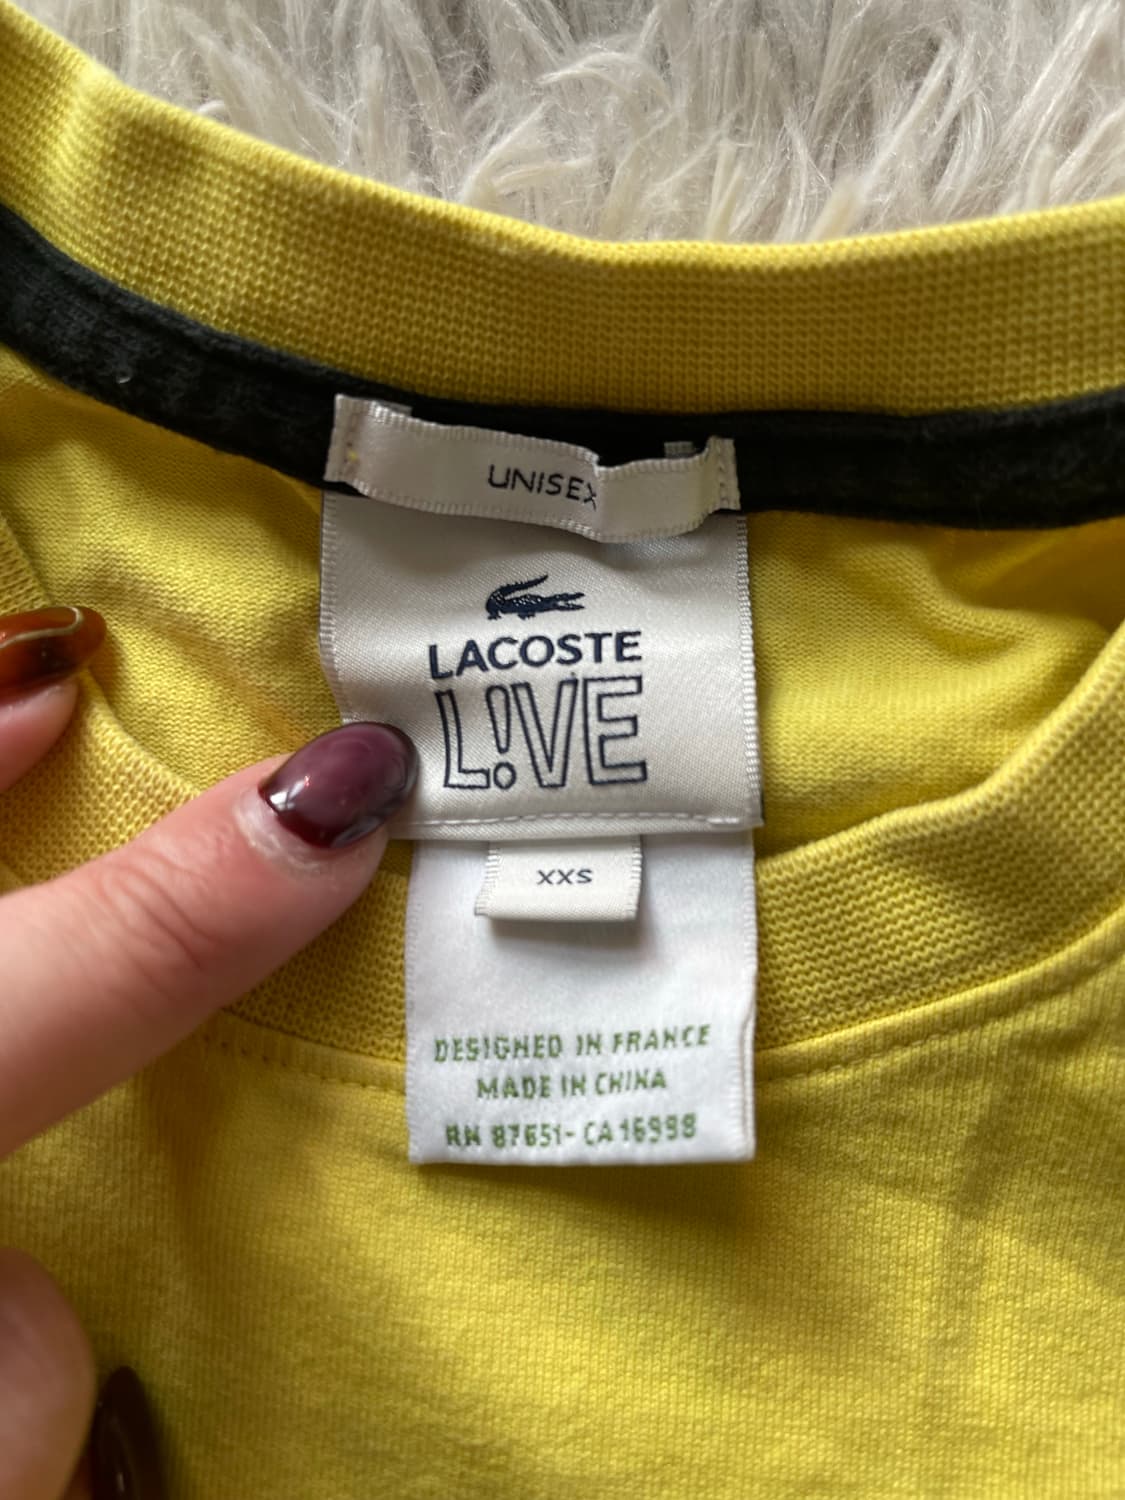 UNISEX
LACOSTE
L!VE
XXS
DESIGNED IN FRANCE
MADE IN CHINA
RN 87651- CA 16998